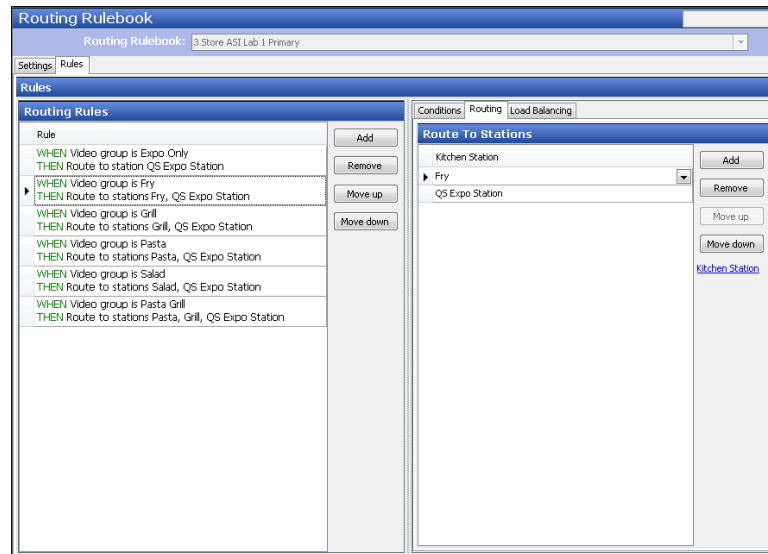 Routing Rulebook
Routing Rulebook: 3 Store ASI Lab 1 Primary
Settings Rules
Rules
Routing Rules
Rule
WHEN Video group is Expo Only
THEN Route to station QS Expo Station
WHEN Video group is Fry
THEN Route to stations Fry, QS Expo Station
WHEN Video group is Grill
THEN Route to stations Grill, QS Expo Station
WHEN Video group is Pasta
THEN Route to stations Pasta, QS Expo Station
WHEN Video group is Salad
THEN Route to stations Salad, QS Expo Station
WHEN Video group is Pasta Grill
THEN Route to stations Pasta, Grill, QS Expo Station
Add
Remove
Move up
Move down
Conditions Routing Load Balancing
Route To Stations
Kitchen Station
Fry
QS Expo Station
Add
Remove
Move up
Move down
Kitchen Station